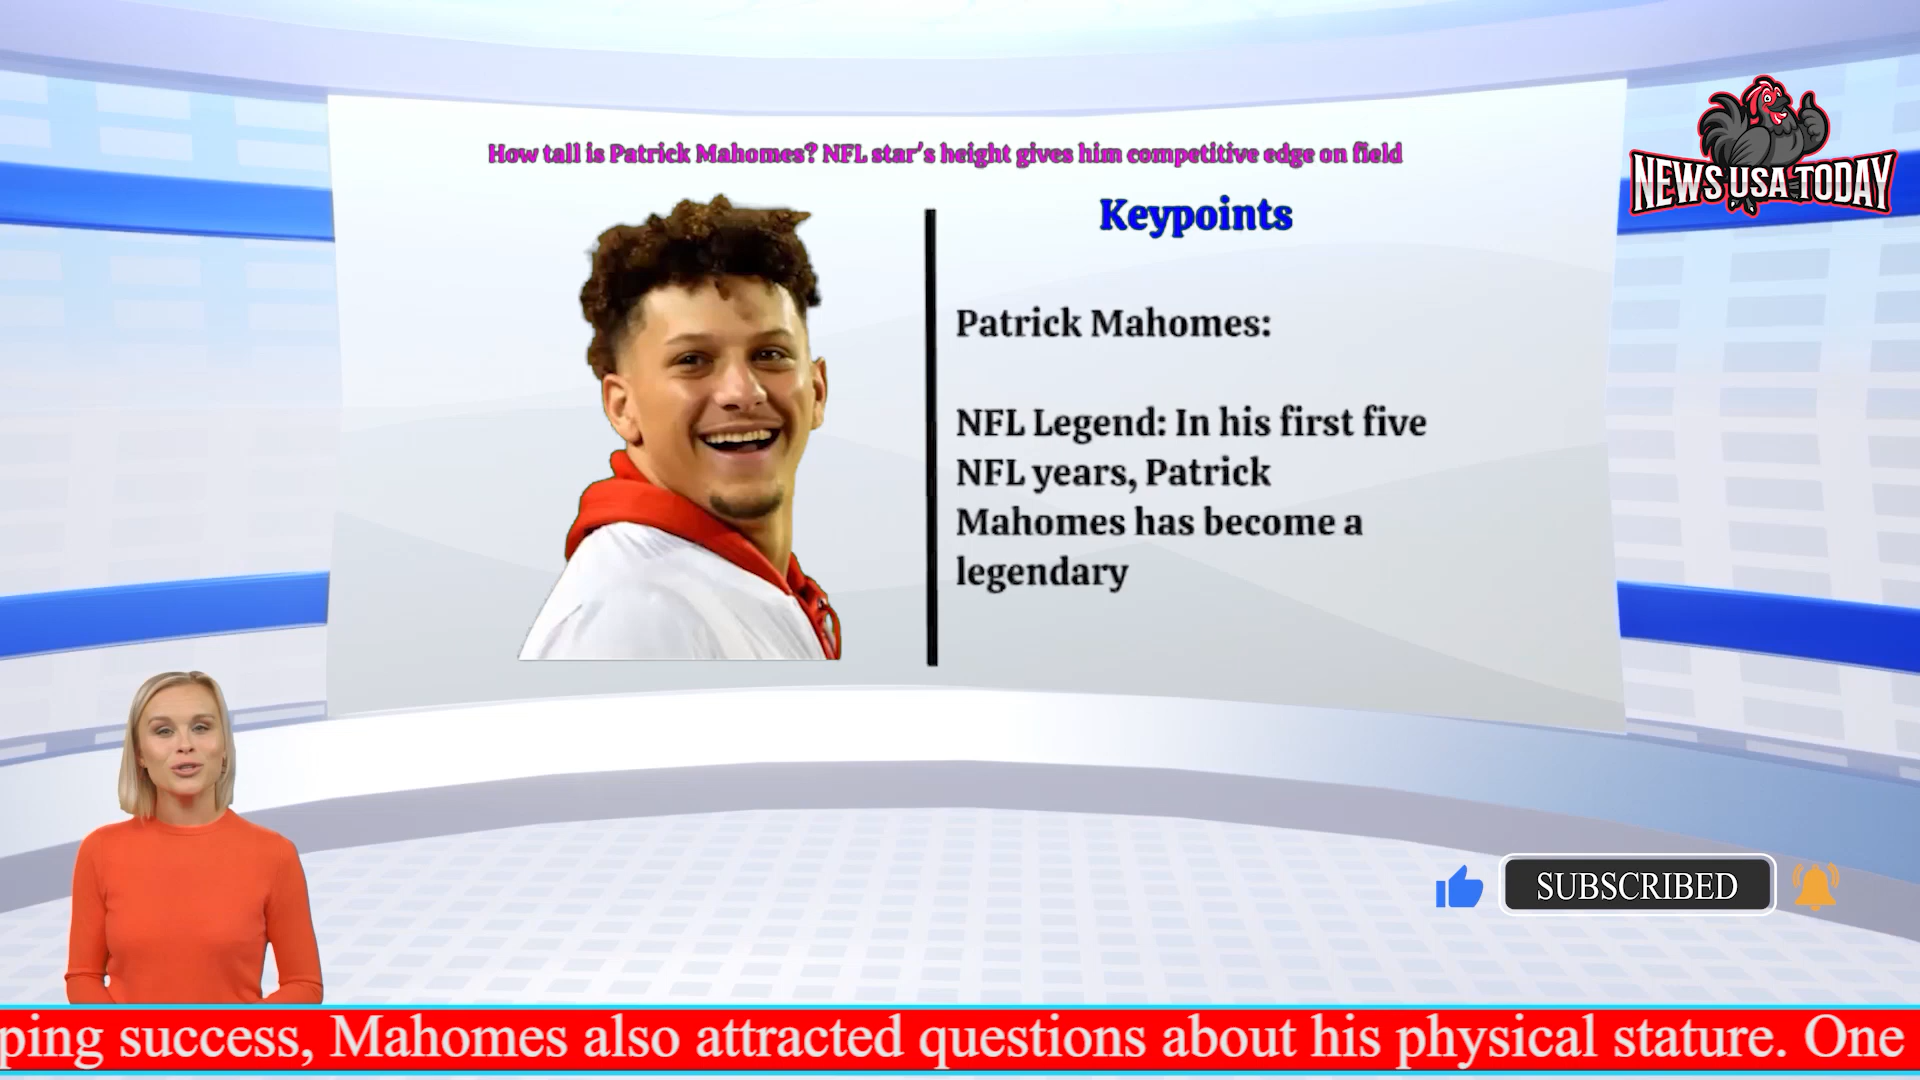 How tall is Patrick Mahomes? NFL star's height gives him competitive edge on field
NEWS USA TODAY
Keypoints
Patrick Mahomes:
NFL Legend: In his first five
NFL years, Patrick
Mahomes has become a
legendary
SUBSCRIBED
ping success, Mahomes also attracted questions about his physical stature. One